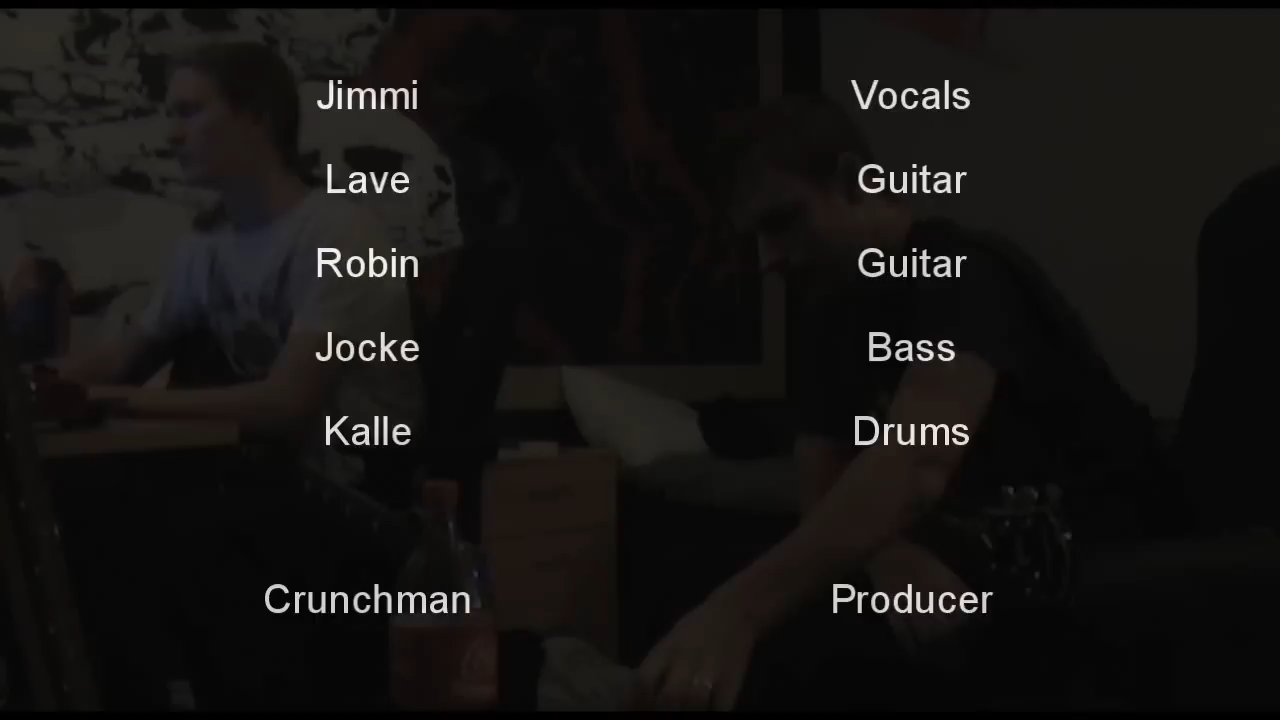 Jimmi Vocals
Lave Guitar
Robin Guitar
Jocke Bass
Kalle Drums
Crunchman Producer